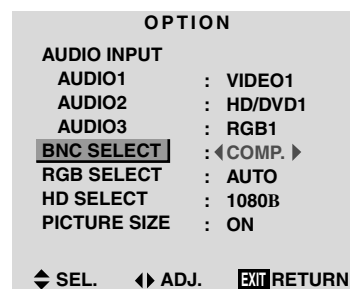 OPTION
AUDIO INPUT
AUDIO1 : VIDEO1
AUDIO2 : HD/DVD1
AUDIO3 : RGB1
BNC SELECT : COMP.
RGB SELECT : AUTO
HD SELECT : 1080B
PICTURE SIZE : ON
SEL. ADJ. EXIT RETURN